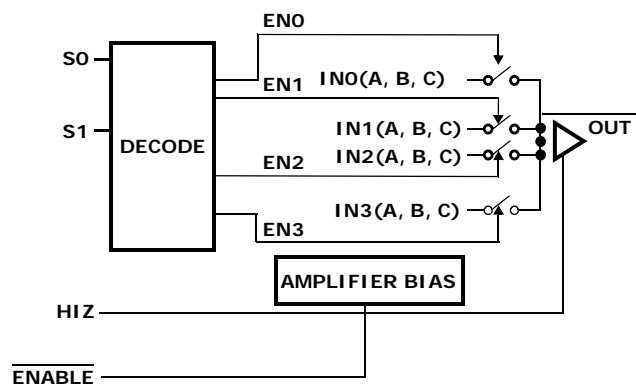 EN0
S0
IN0(A, B, C)
EN1
S1
IN1(A, B, C)
OUT
DECODE
IN2(A, B, C)
EN2
IN3(A, B, C)
EN3
AMPLIFIER BIAS
HIZ
ENABLE